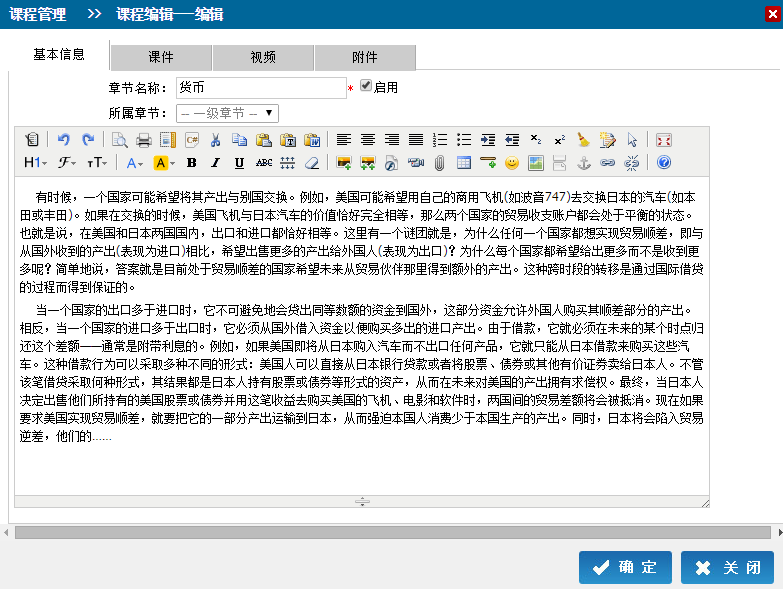 课程管理 >> 课程编辑──编辑
基本信息 课件 视频 附件
章节名称： 货币 * 启用
所属章节： -- 一级章节 --
H1 F TT A A B I U ABC
有时候，一个国家可能希望将其产出与别国交换。例如，美国可能希望用自己的商用飞机(如波音747)去交换日本的汽车(如本
田或丰田)。如果在交换的时候，美国飞机与日本汽车的价值恰好完全相等，那么两个国家的贸易收支账户都会处于平衡的状态。
也就是说，在美国和日本两国国内，出口和进口都恰好相等。这里有一个谜团就是，为什么任何一个国家都想实现贸易顺差，即与
从国外收到的产出(表现为进口)相比，希望出售更多的产出给外国人(表现为出口)？为什么每个国家都希望给出更多而不是收到更
多呢？简单地说，答案就是目前处于贸易顺差的国家希望未来从贸易伙伴那里得到额外的产出。这种跨时段的转移是通过国际借贷
的过程而得到保证的。
当一个国家的出口多于进口时，它不可避免地会贷出同等数额的资金到国外，这部分资金允许外国人购买其顺差部分的产出。
相反，当一个国家的进口多于出口时，它必须从国外借入资金以便购买多出的进口产出。由于借款，它就必须在未来的某个时点归
还这个差额──通常是附带利息的。例如，如果美国即将从日本购入汽车而不出口任何产品，它就只能从日本借款来购买这些汽
车。这种借款行为可以采取多种不同的形式：美国人可以直接从日本银行贷款或者将股票、债券或其他有价证券卖给日本人。不管
该笔借贷采取何种形式，其结果都是日本人持有股票或债券等形式的资产，从而在未来对美国的产出拥有求偿权。最终，当日本人
决定出售他们所持有的美国股票或债券并用这笔收益去购买美国的飞机、电影和软件时，两国间的贸易差额将会被抵消。现在如果
要求美国实现贸易顺差，就要把它的一部分产出运输到日本，从而强迫本国人消费少于本国生产的产出。同时，日本将会陷入贸易
逆差，他们的……
确 定 关 闭